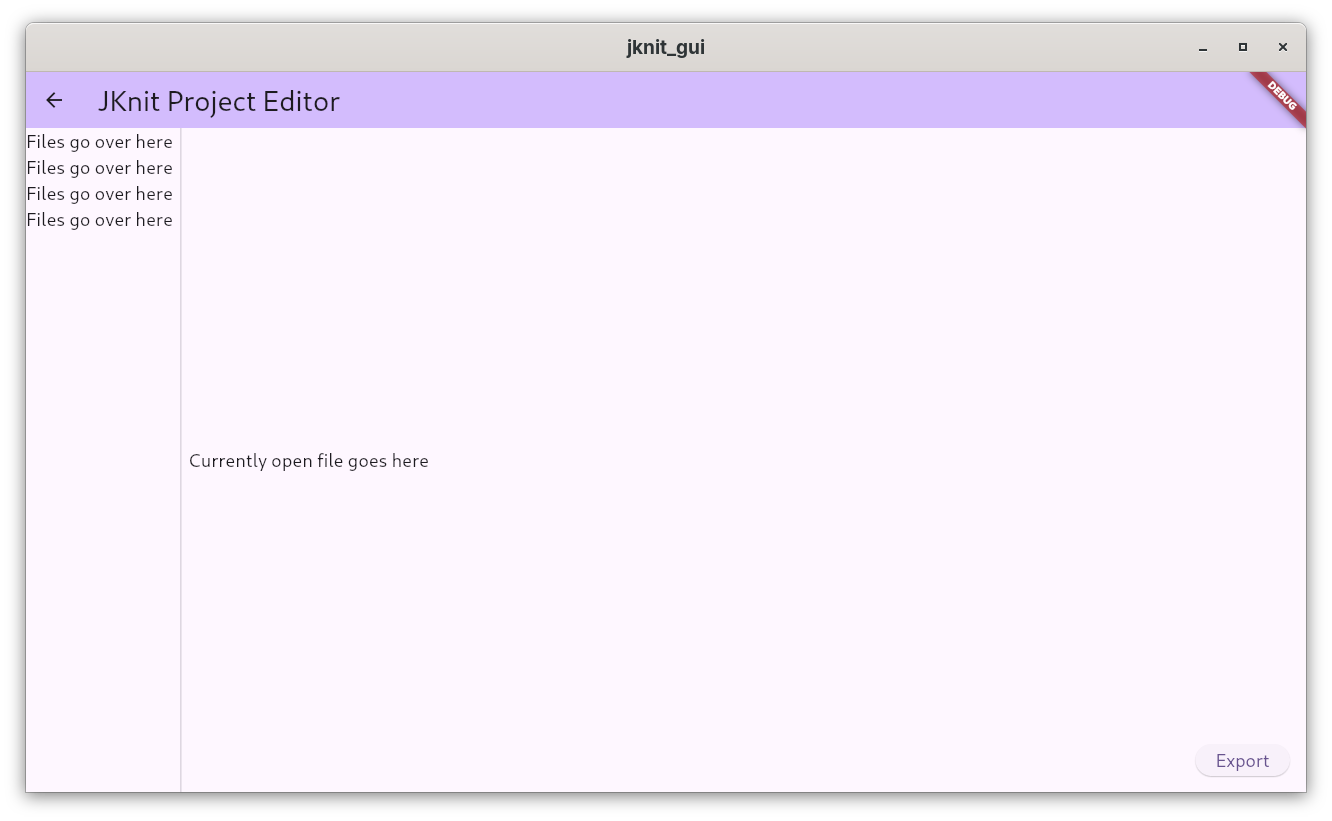 jknit_gui
JKnit Project Editor
DEBUG
Files go over here
Files go over here
Files go over here
Files go over here
Currently open file goes here
Export